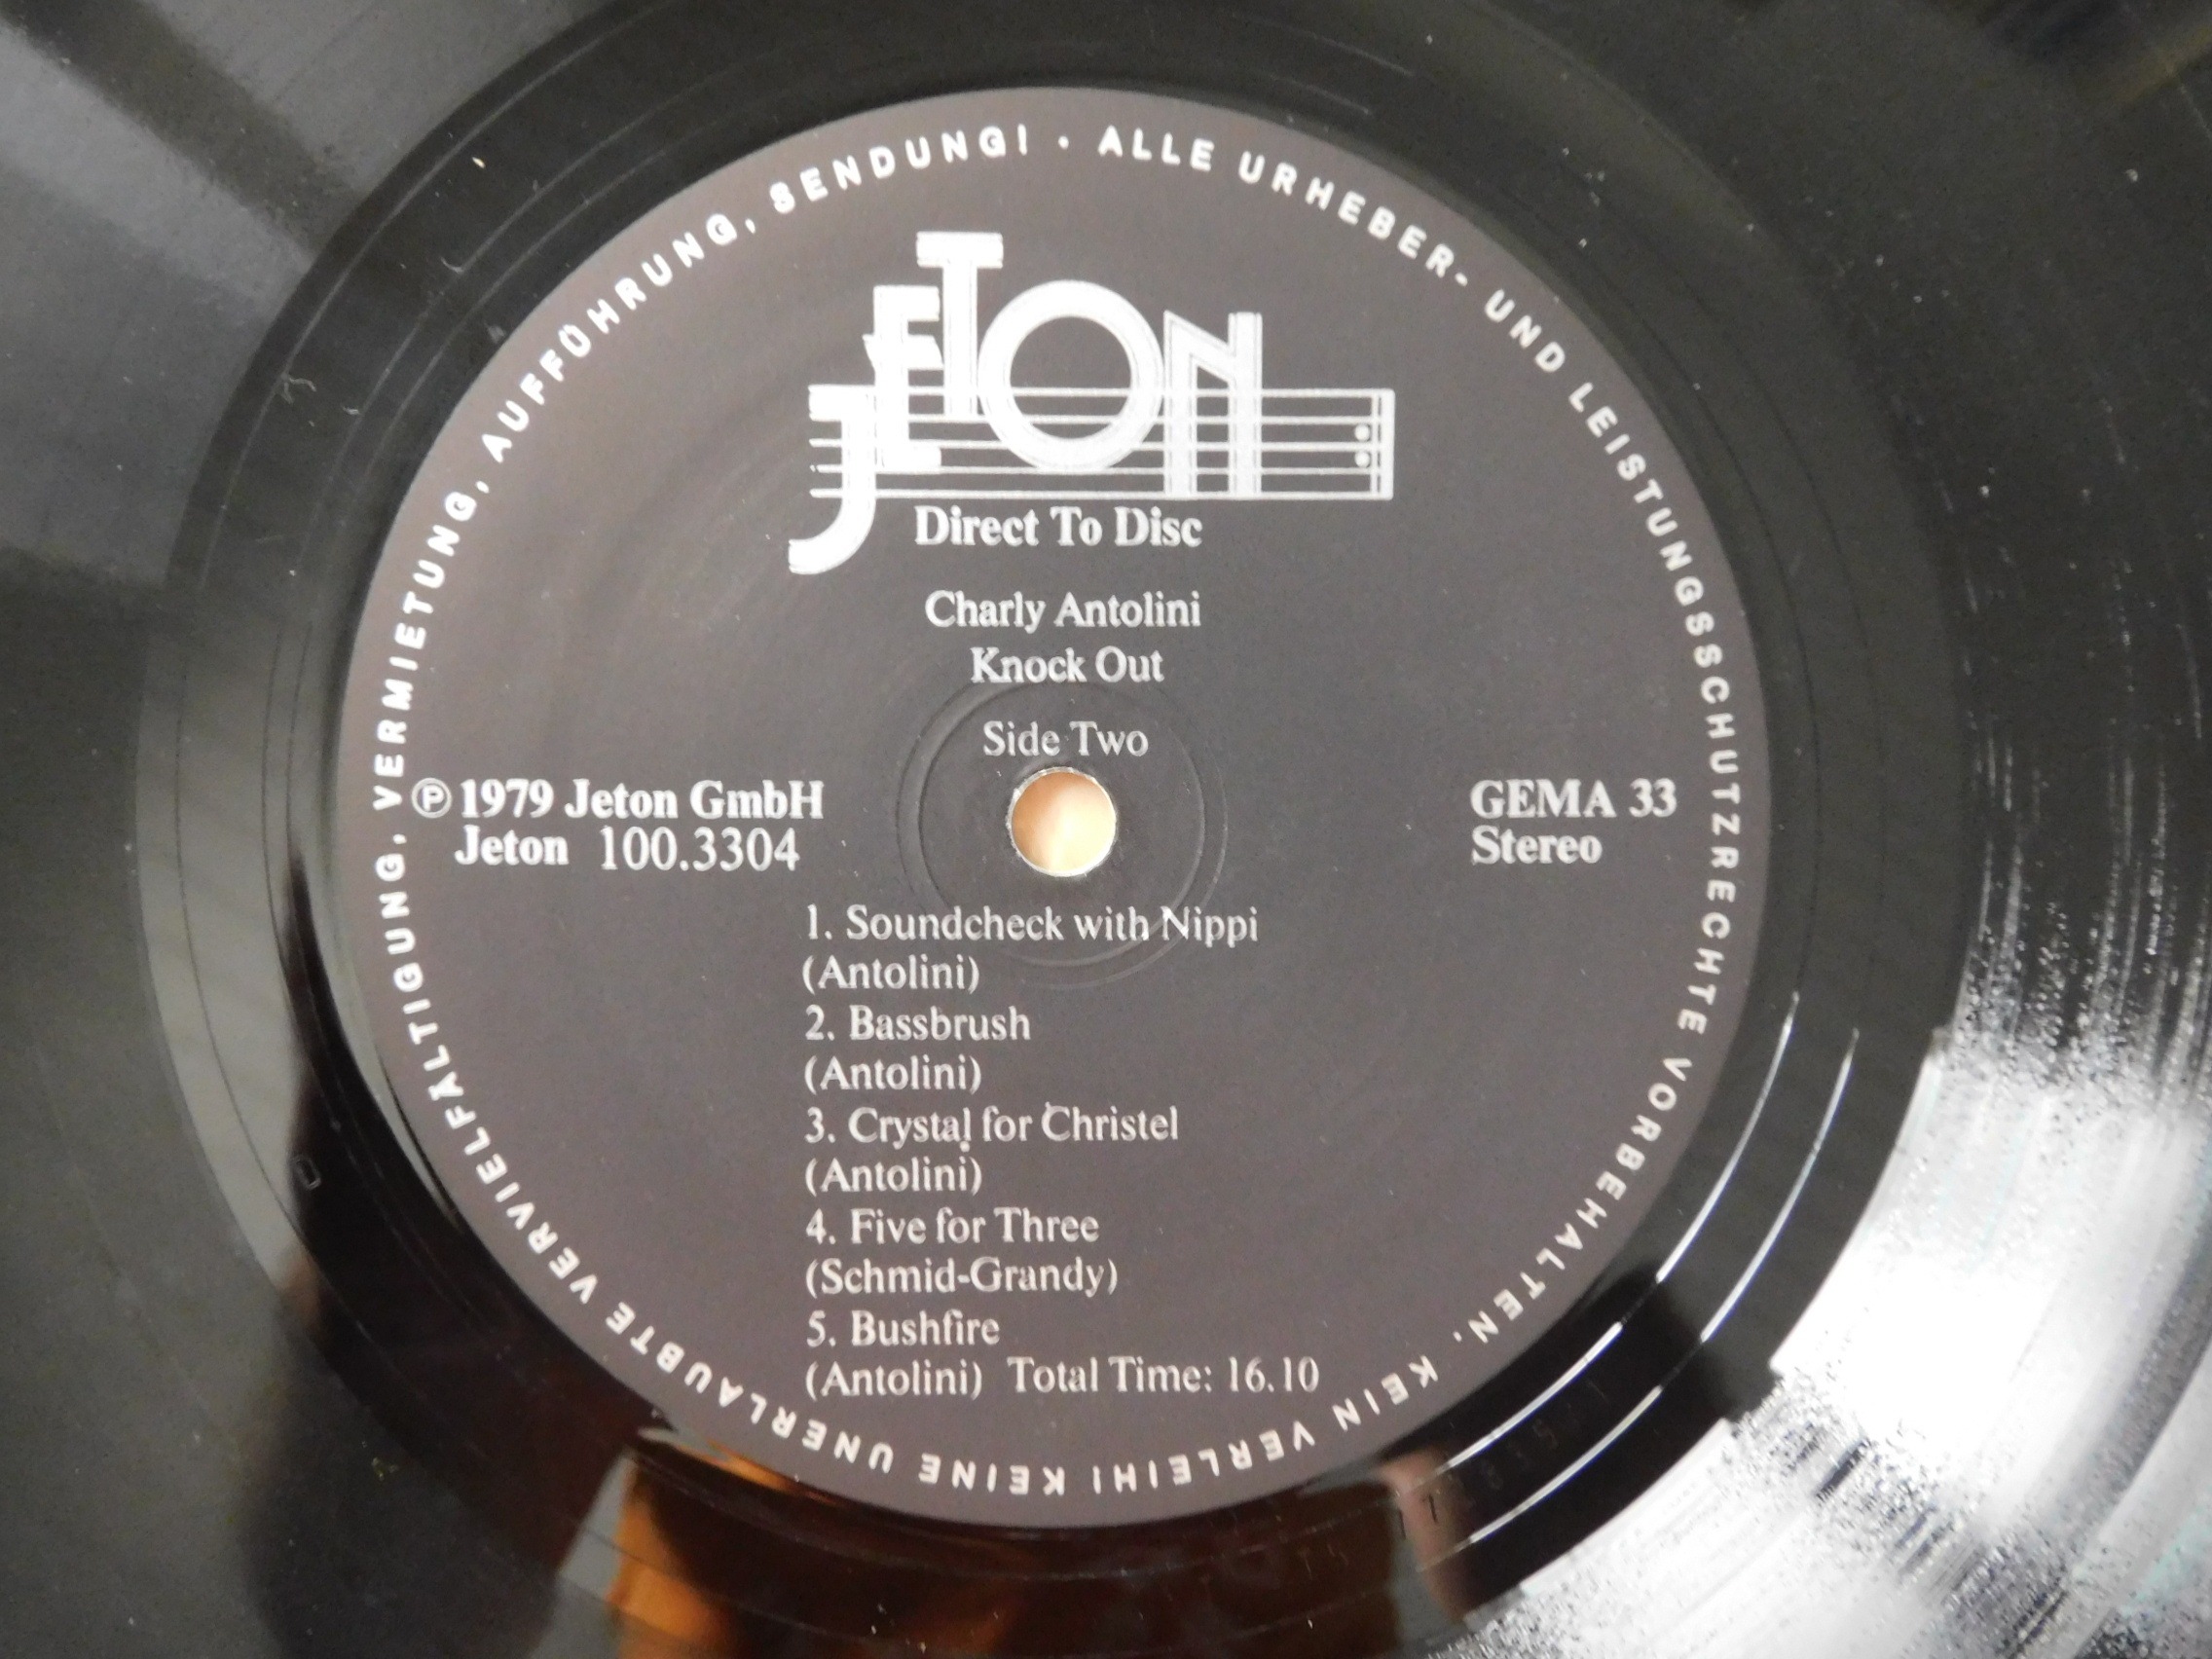 ALLE URHEBER- UND LEISTUNGSSCHUTZRECHTE VORBEHALTEN. KEIN VERLEIH! KEINE UNERLAUBTE VERVIELFÄLTIGUNG, VERMIETUNG, AUFFÜHRUNG, SENDUNG! ·
JETON
Direct To Disc
Charly Antolini
Knock Out
Side Two
℗ 1979 Jeton GmbH
Jeton 100.3304
GEMA 33
Stereo
1. Soundcheck with Nippi
(Antolini)
2. Bassbrush
(Antolini)
3. Crystal for Christel
(Antolini)
4. Five for Three
(Schmid-Grandy)
5. Bushfire
(Antolini) Total Time: 16.10